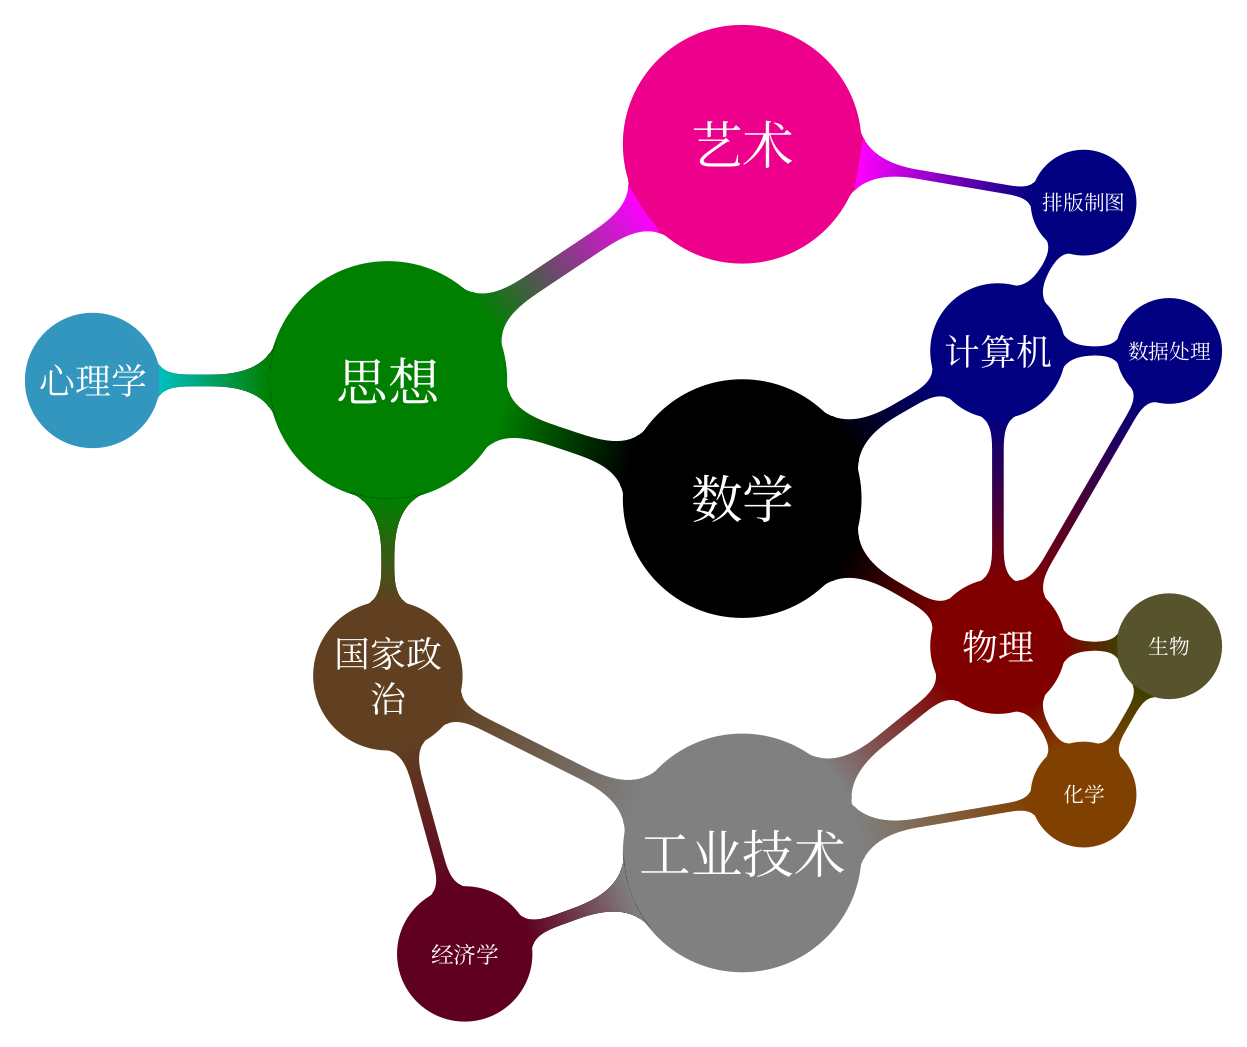 艺术
排版制图
计算机
数据处理
心理学
思想
数学
国家政
治
物理
生物
化学
工业技术
经济学